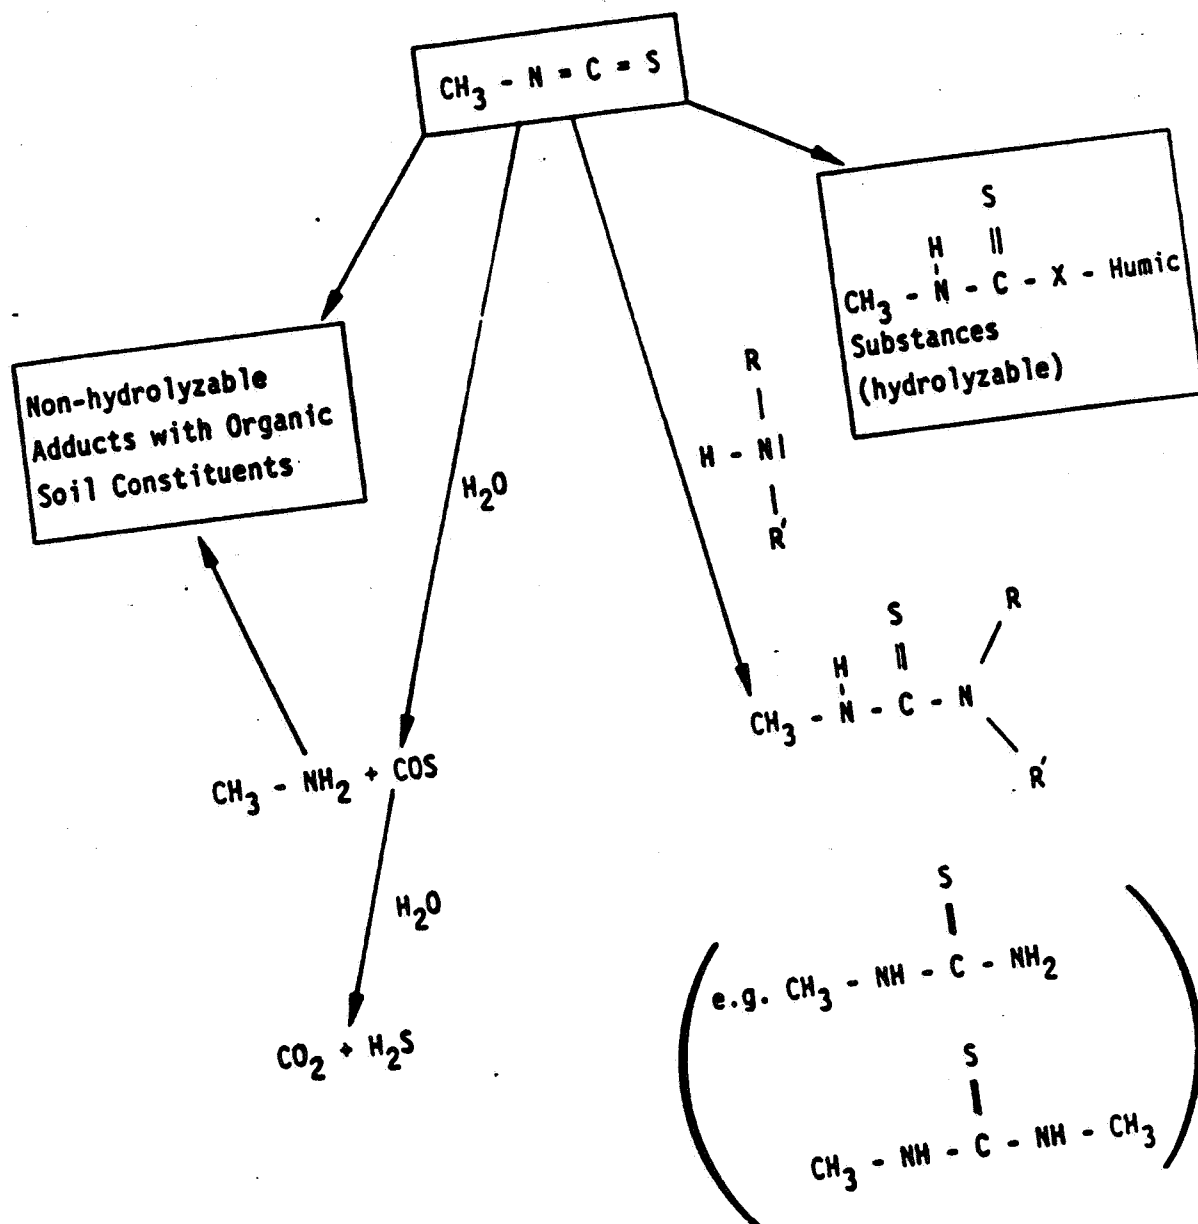 CH3 - N = C = S
S
||
H
CH3 - N - C - X - Humic
Substances
(hydrolyzable)
Non-hydrolyzable
Adducts with Organic
Soil Constituents
H2O
R
|
H - N|
|
R'
S
||
H
CH3 - N - C - N
R
R'
CH3 - NH2 + COS
H2O
CO2 + H2S
S
e.g. CH3 - NH - C - NH2
S
CH3 - NH - C - NH - CH3